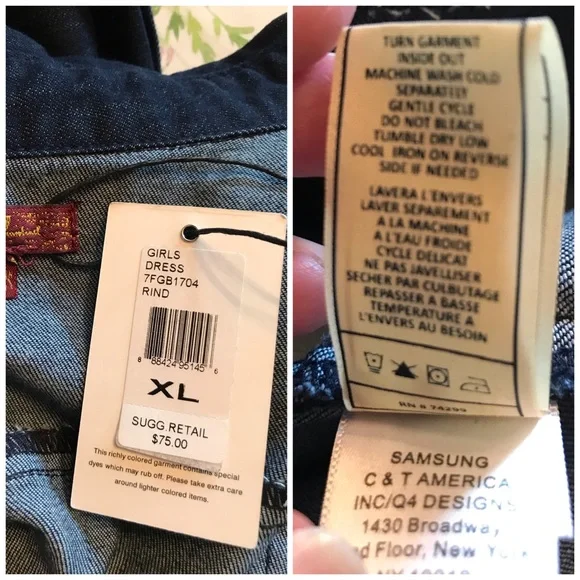 GIRLS
DRESS
7FGB1704
RIND
8 88424 95145 6
XL
SUGG.RETAIL
$75.00
This richly colored garment contains special
dyes which may rub off. Please take extra care
around lighter colored items.
TURN GARMENT
INSIDE OUT
MACHINE WASH COLD
SEPARATELY
GENTLE CYCLE
DO NOT BLEACH
TUMBLE DRY LOW
COOL IRON ON REVERSE
SIDE IF NEEDED
LAVERA L'ENVERS
LAVER SEPAREMENT
A LA MACHINE
A L'EAU FROIDE
CYCLE DELICAT
NE PAS JAVELLISER
SECHER PAR CULBUTAGE
REPASSER A BASSE
TEMPERATURE A
L'ENVERS AU BESOIN
RN # 74299
SAMSUNG
C & T AMERICA
INC/Q4 DESIGNS
1430 Broadway
Floor, New York